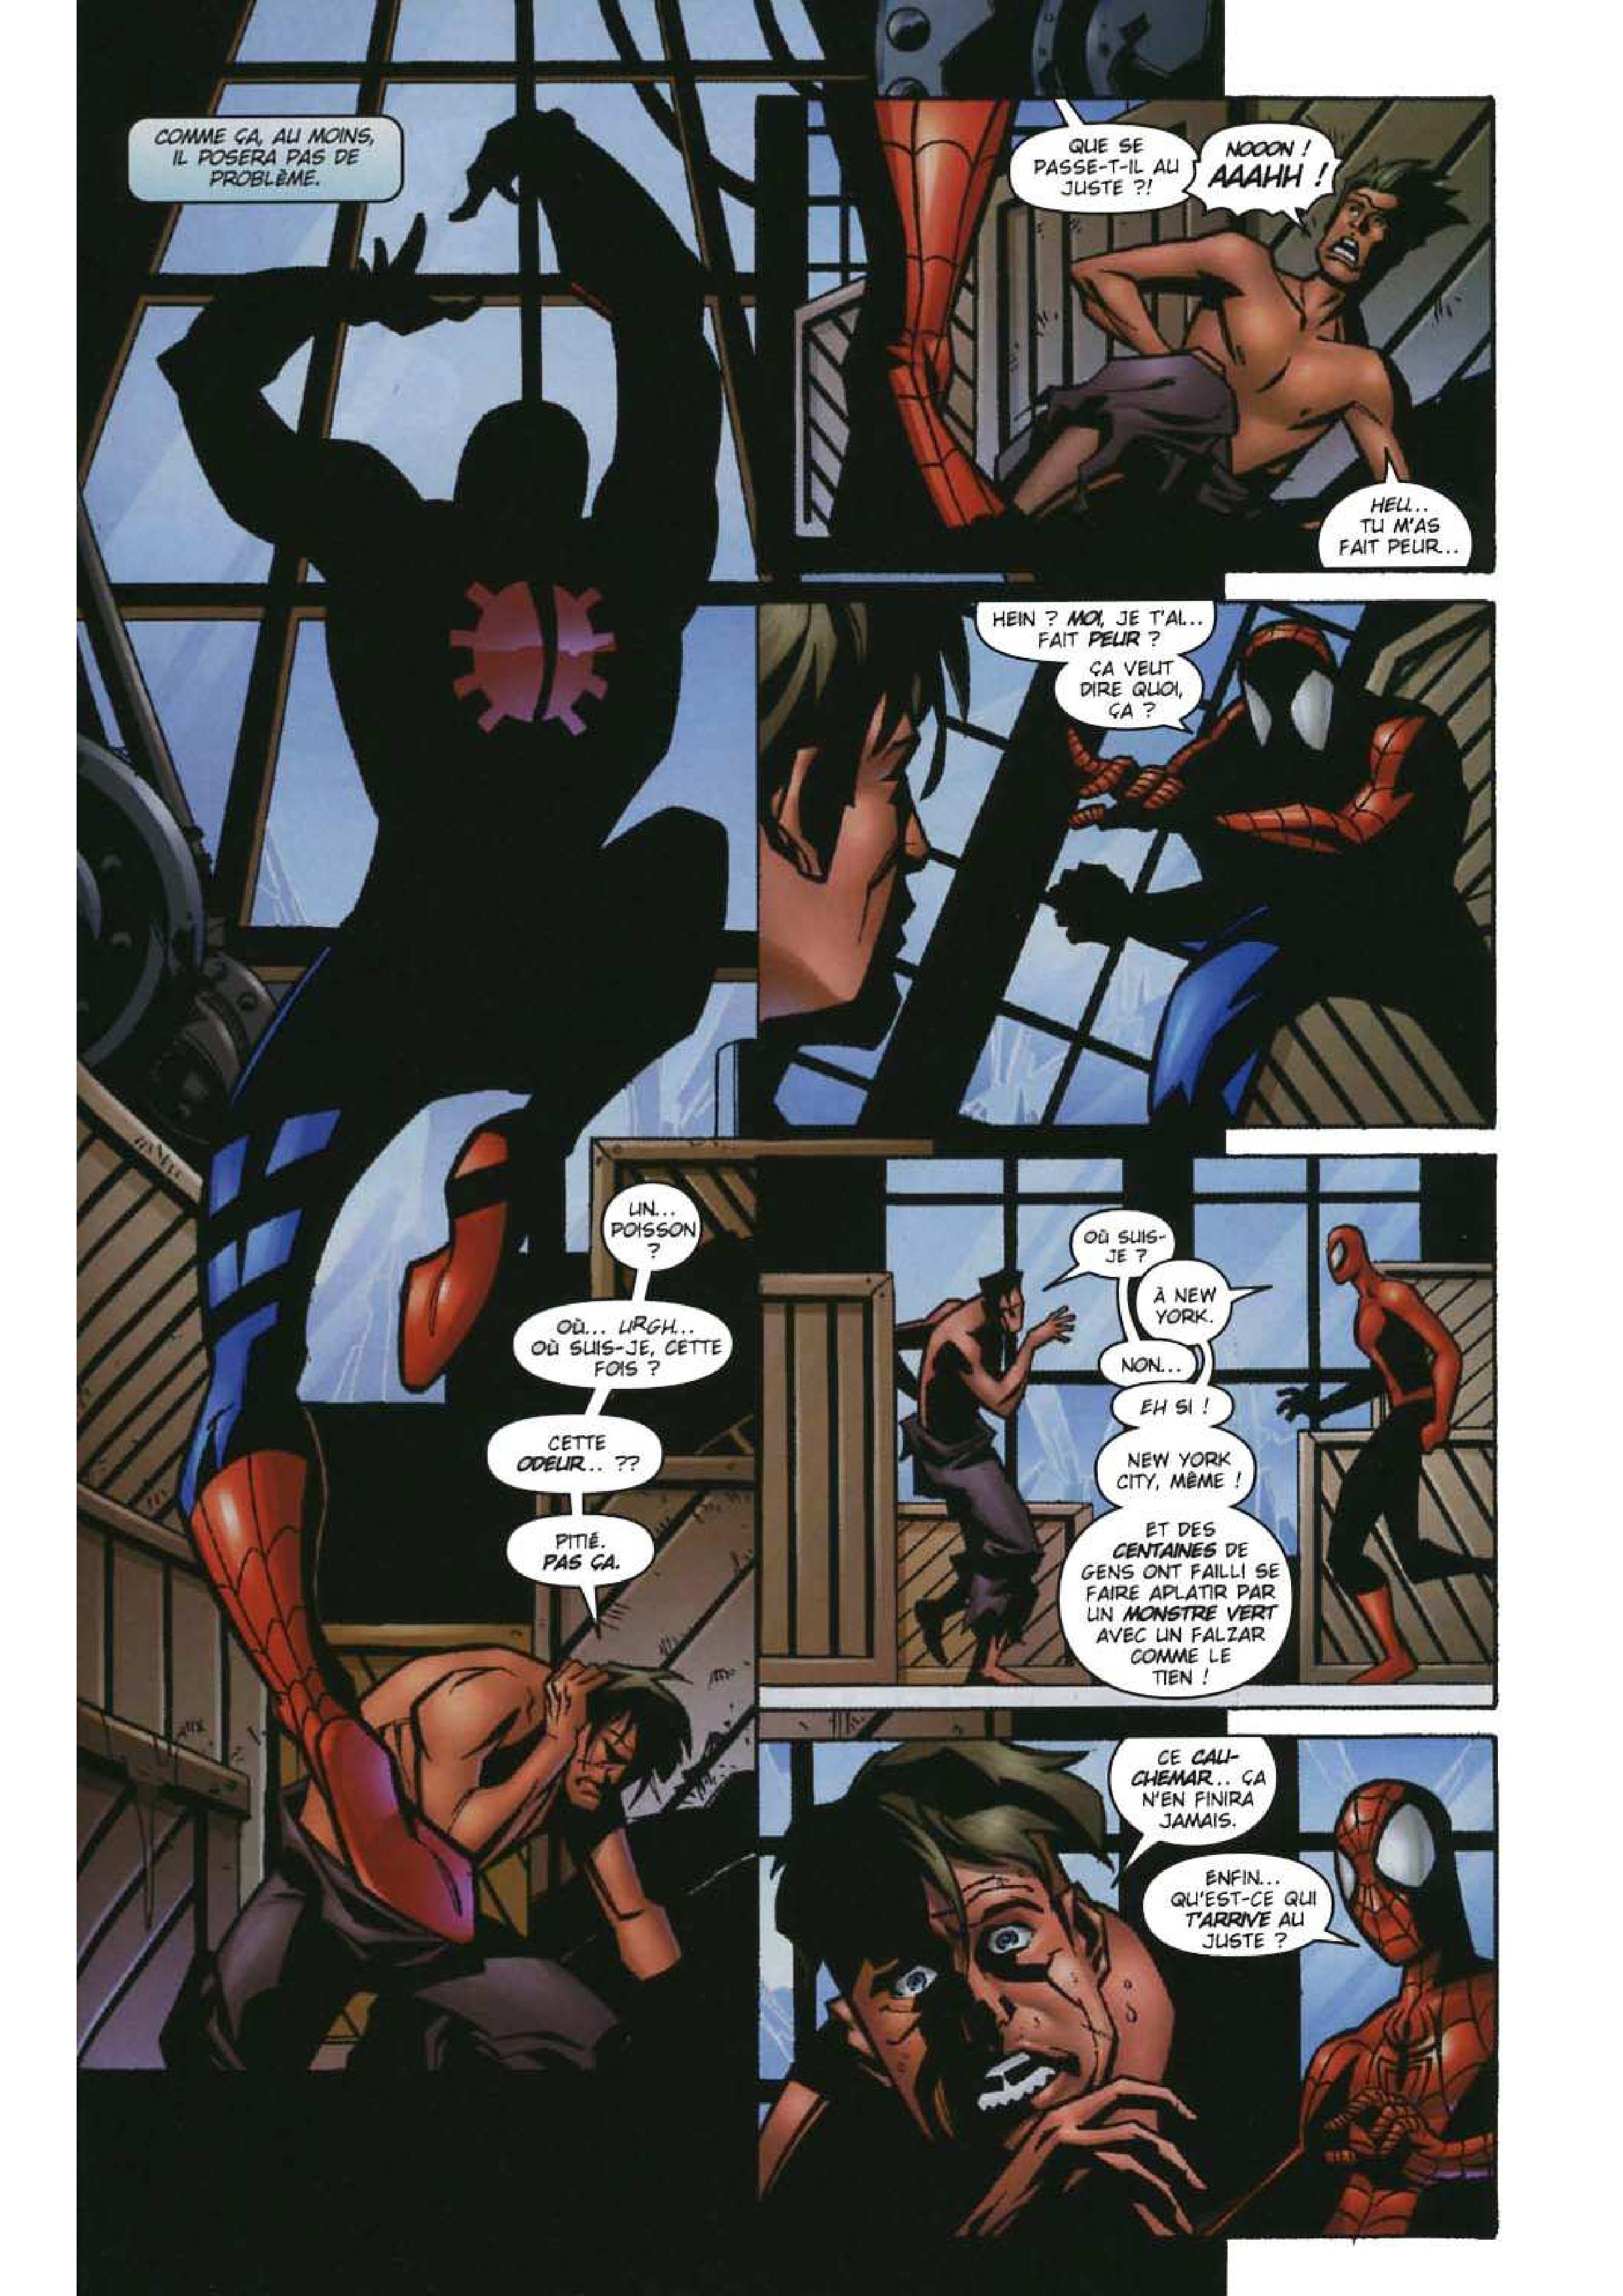 COMME ÇA, AU MOINS,
IL POSERA PAS DE
PROBLÈME.
UN...
POISSON
?
OÙ... URGH...
OÙ SUIS-JE, CETTE
FOIS ?
CETTE
ODEUR... ??
PITIÉ.
PAS ÇA.
QUE SE
PASSE-T-IL AU
JUSTE ?!
NOOON !
AAAHH !
HEU...
TU M'AS
FAIT PEUR...
HEIN ? MOI, JE T'AI...
FAIT PEUR ?
ÇA VEUT
DIRE QUOI,
ÇA ?
OÙ SUIS-
JE ?
À NEW
YORK.
NON...
EH SI !
NEW YORK
CITY, MÊME !
ET DES
CENTAINES DE
GENS ONT FAILLI SE
FAIRE APLATIR PAR
UN MONSTRE VERT
AVEC UN FALZAR
COMME LE
TIEN !
CE CAU-
CHEMAR... ÇA
N'EN FINIRA
JAMAIS.
ENFIN...
QU'EST-CE QUI
T'ARRIVE AU
JUSTE ?